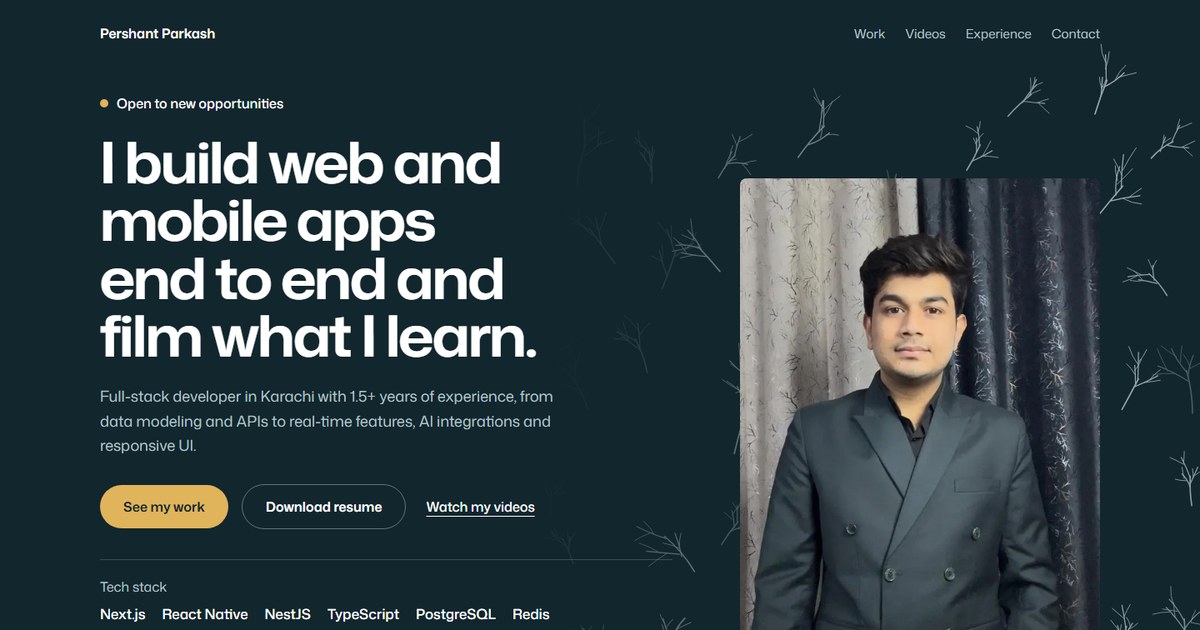 Pershant Parkash
Work Videos Experience Contact
Open to new opportunities
I build web and
mobile apps
end to end and
film what I learn.
Full-stack developer in Karachi with 1.5+ years of experience, from
data modeling and APIs to real-time features, AI integrations and
responsive UI.
See my work Download resume Watch my videos
Tech stack
Next.js React Native NestJS TypeScript PostgreSQL Redis